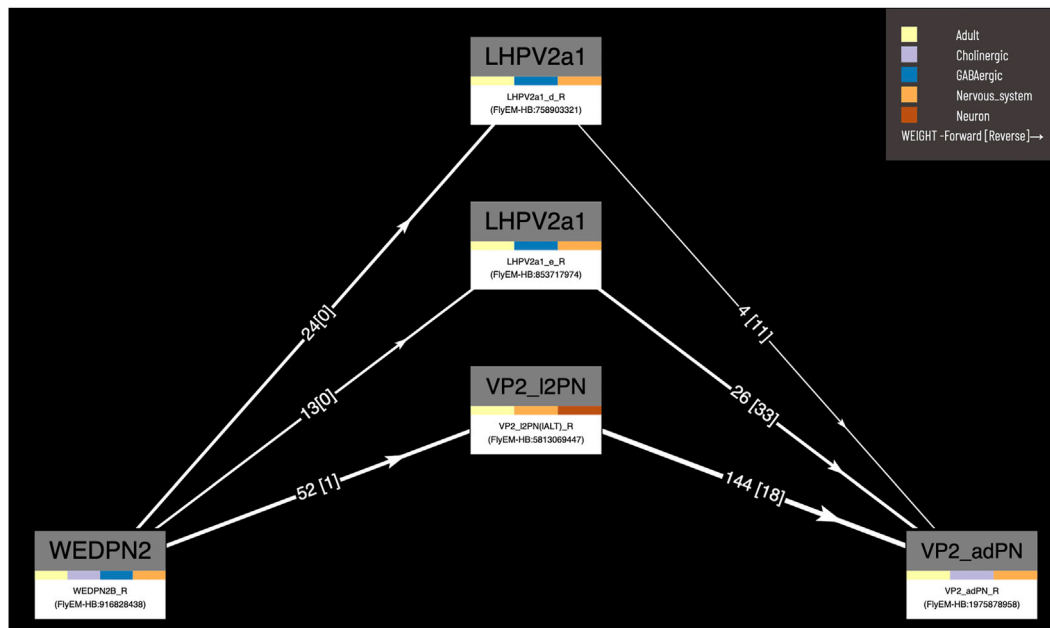 LHPV2a1
LHPV2a1_d_R
(FlyEM-HB:758903321)
Adult
Cholinergic
GABAergic
Nervous_system
Neuron
WEIGHT -Forward [Reverse]→
LHPV2a1
LHPV2a1_e_R
(FlyEM-HB:853717974)
24[0]
4 [11]
13[0]
26 [33]
VP2_l2PN
VP2_l2PN(lALT)_R
(FlyEM-HB:5813069447)
52 [1]
144 [18]
WEDPN2
WEDPN2B_R
(FlyEM-HB:916828438)
VP2_adPN
VP2_adPN_R
(FlyEM-HB:1975878958)